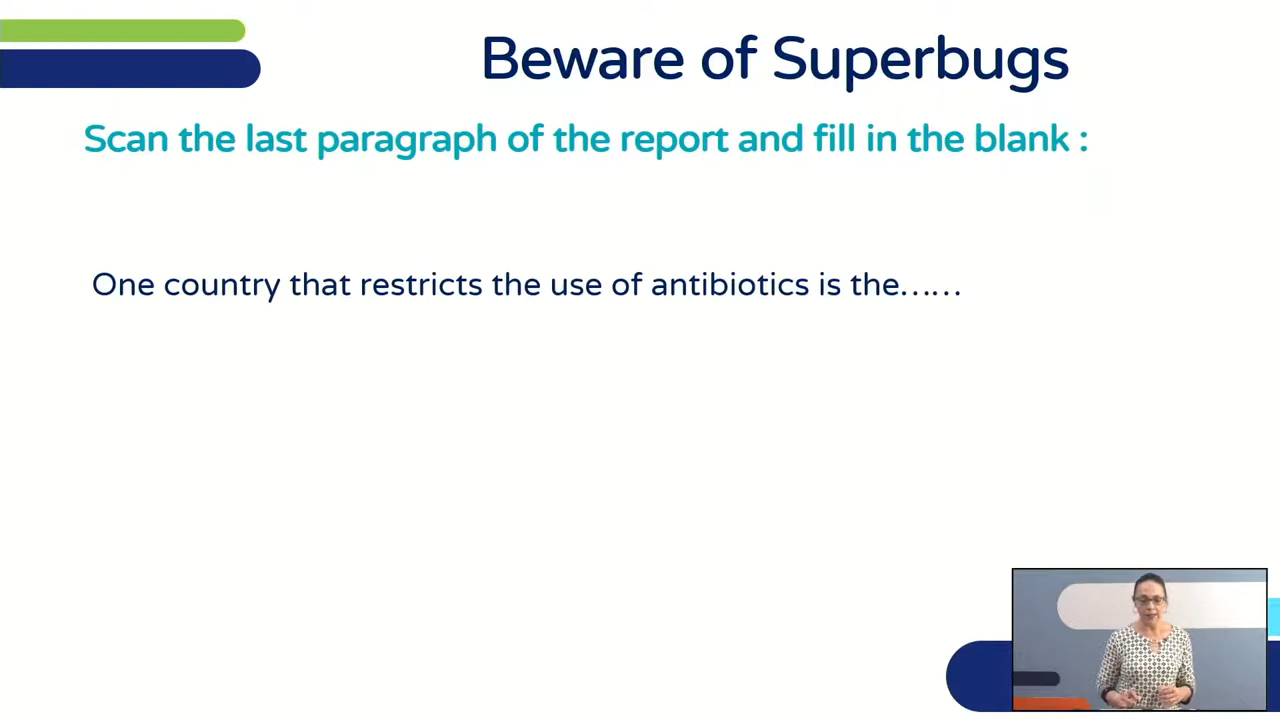 Beware of Superbugs
Scan the last paragraph of the report and fill in the blank :
One country that restricts the use of antibiotics is the……